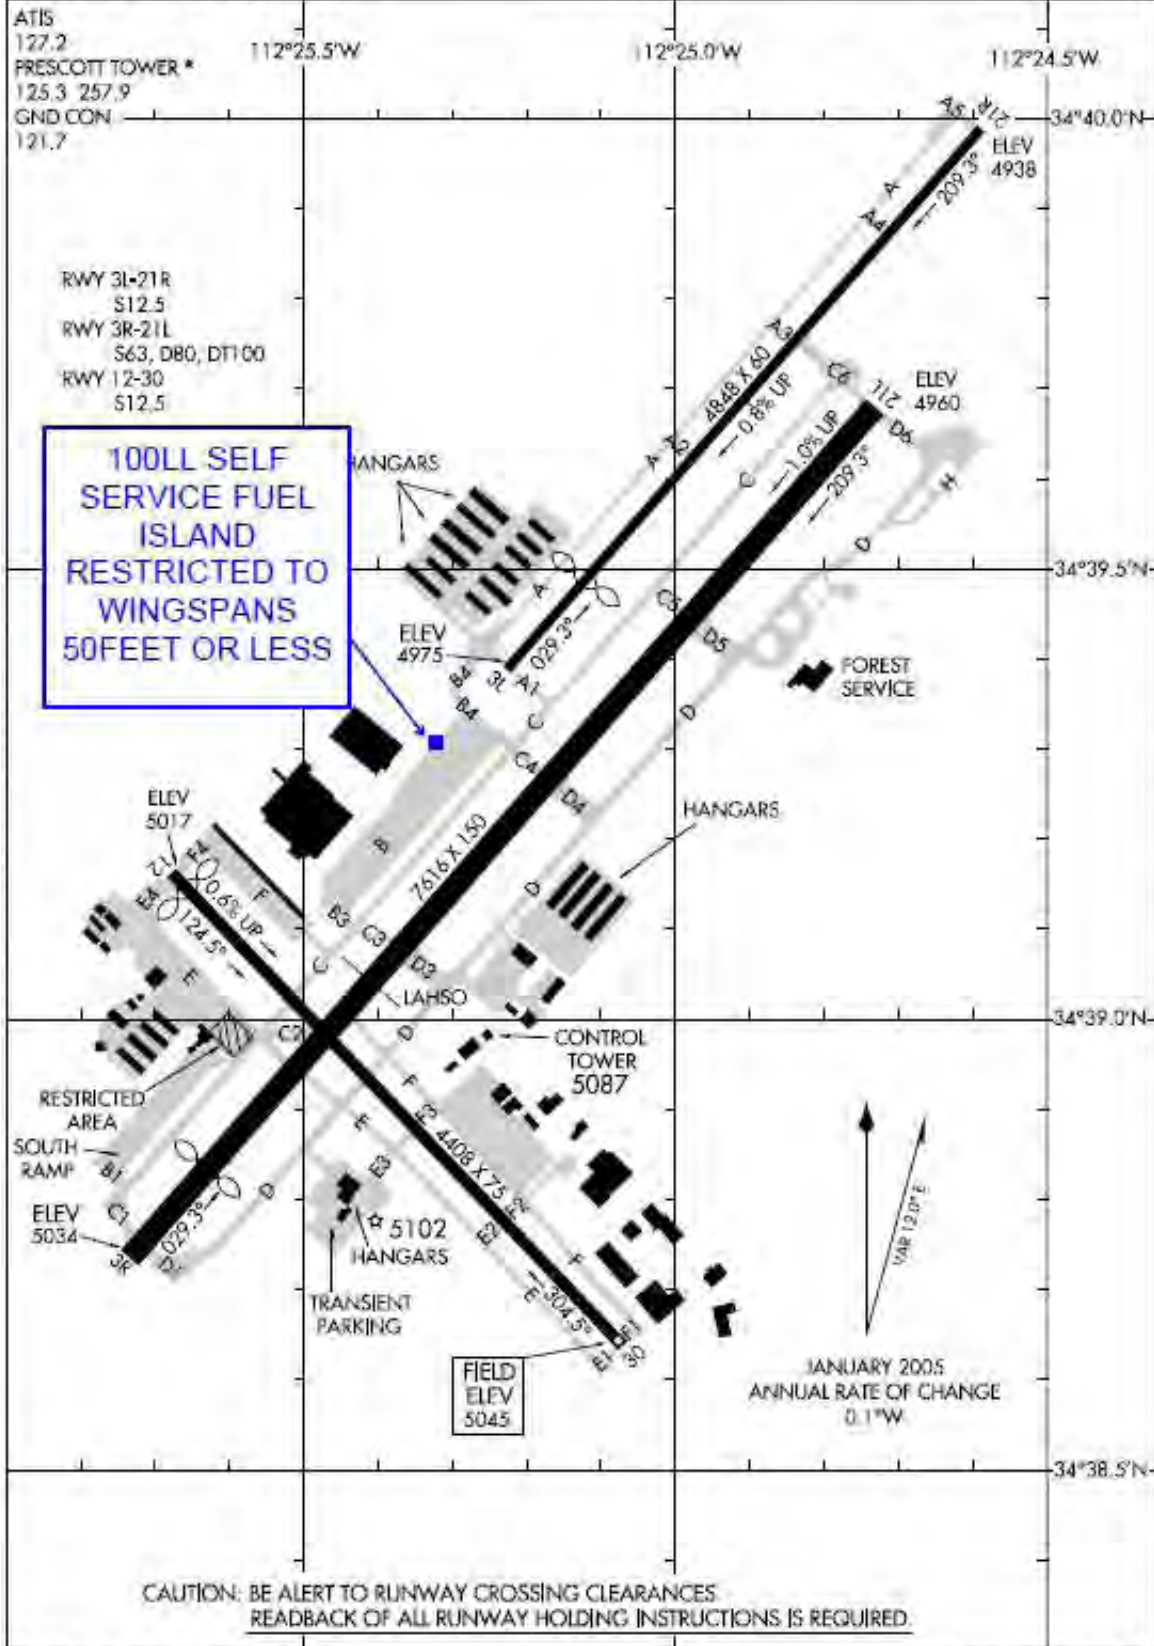 ATIS
127.2
PRESCOTT TOWER *
125.3 257.9
GND CON
121.7
112°25.5'W
112°25.0'W
112°24.5'W
34°40.0'N
A5
21R
ELEV
4938
209.3°
A
A4
RWY 3L-21R
S12.5
RWY 3R-21L
S63, D80, DT100
RWY 12-30
S12.5
A3
C6
4848 X 60
0.8% UP
21L
ELEV
4960
D6
1.0% UP
209.3°
A
A2
C
H
D
100LL SELF
SERVICE FUEL
ISLAND
RESTRICTED TO
WINGSPANS
50FEET OR LESS
HANGARS
34°39.5'N
A
C5
D5
ELEV
4975
029.3°
3L
A1
B4
B4
C
C4
D
FOREST
SERVICE
D4
HANGARS
ELEV
5017
12
F4
F
E4
0.6% UP
124.5°
B
7616 X 150
D
B3
C3
D3
C
E
LAHSO
C2
D
34°39.0'N
CONTROL
TOWER
5087
RESTRICTED
AREA
SOUTH
RAMP
B1
F
F3
E
E3
4408 X 75
C1
ELEV
5034
029.3°
D
3R
D1
5102
HANGARS
E2
F2
F
E
304.5°
TRANSIENT
PARKING
F1
E1
30
FIELD
ELEV
5045
VAR 12.0° E
JANUARY 2005
ANNUAL RATE OF CHANGE
0.1°W
34°38.5'N
CAUTION: BE ALERT TO RUNWAY CROSSING CLEARANCES.
READBACK OF ALL RUNWAY HOLDING INSTRUCTIONS IS REQUIRED.